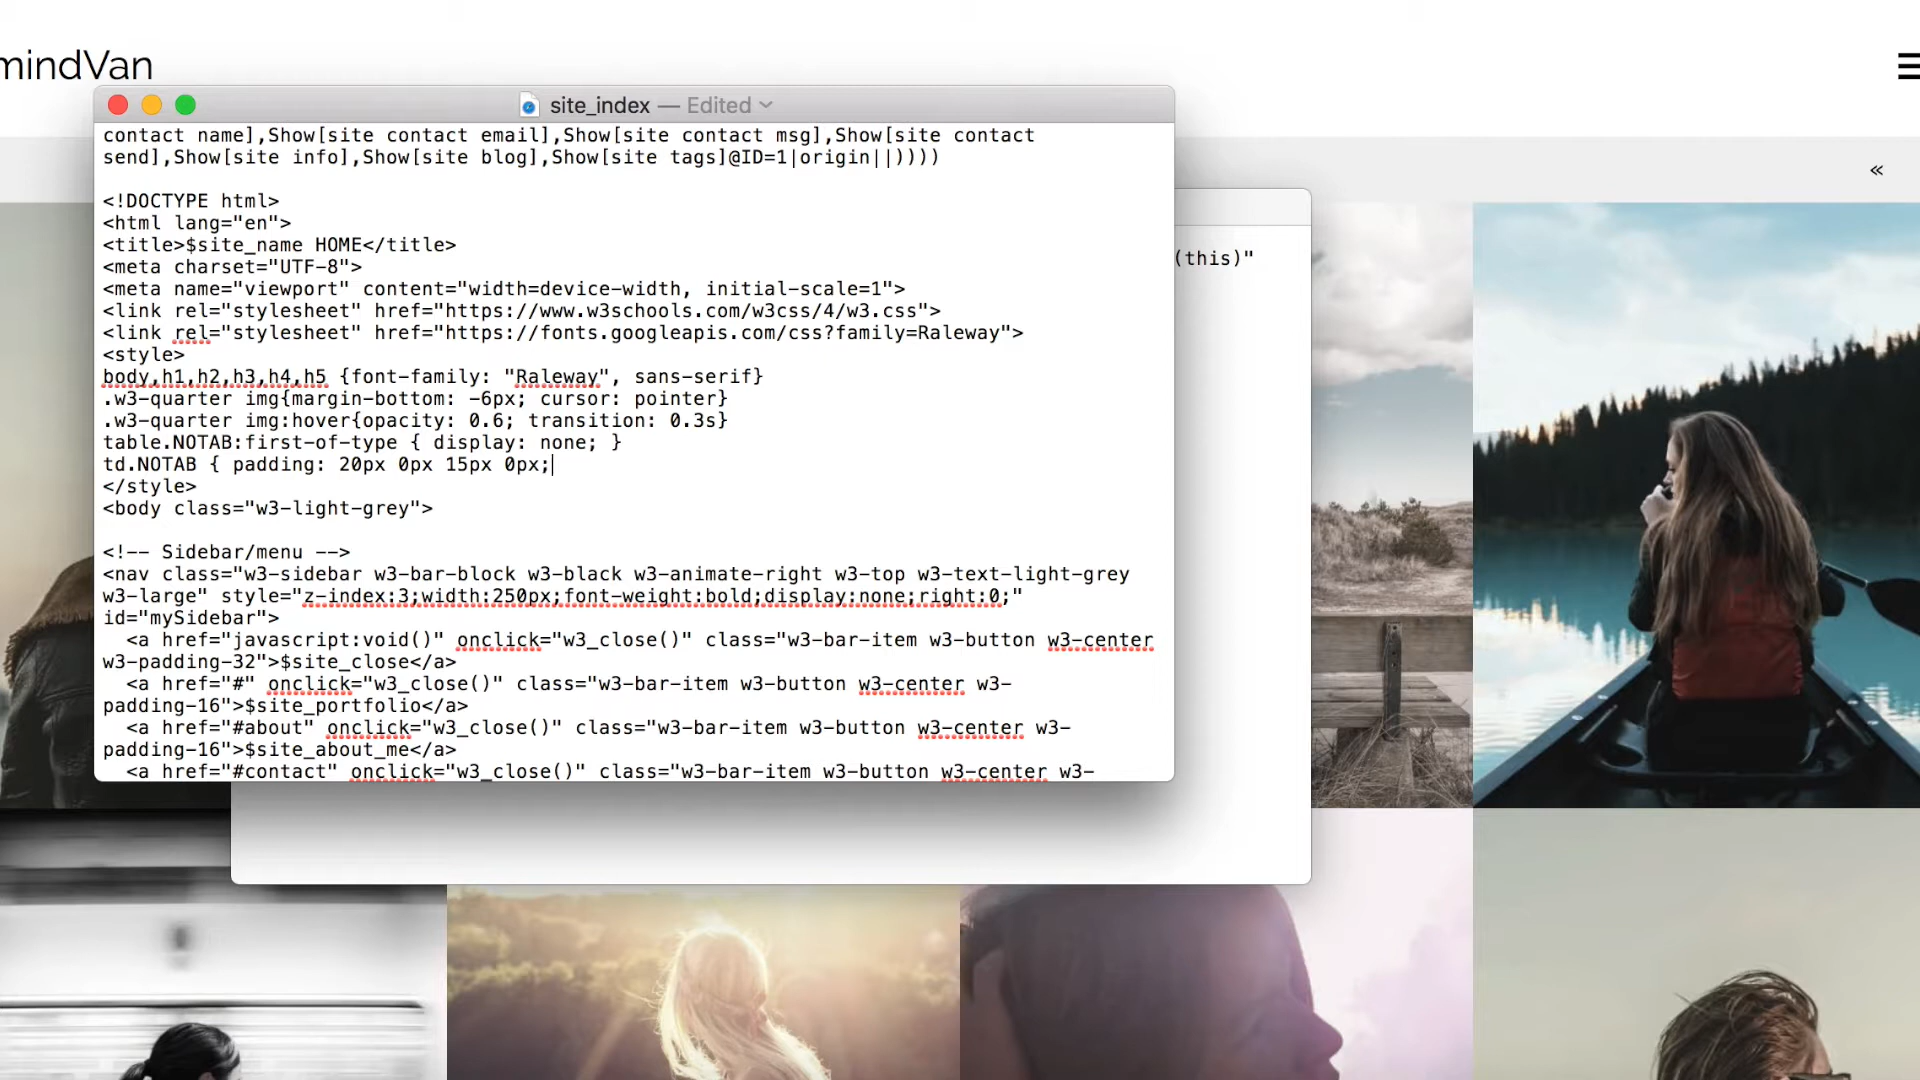 mindVan
site_index — Edited
contact name],Show[site contact email],Show[site contact msg],Show[site contact
send],Show[site info],Show[site blog],Show[site tags]@ID=1|origin||))))
«
<!DOCTYPE html>
<html lang="en">
<title>$site_name HOME</title>
(this)"
<meta charset="UTF-8">
<meta name="viewport" content="width=device-width, initial-scale=1">
<link rel="stylesheet" href="https://www.w3schools.com/w3css/4/w3.css">
<link rel="stylesheet" href="https://fonts.googleapis.com/css?family=Raleway">
<style>
body,h1,h2,h3,h4,h5 {font-family: "Raleway", sans-serif}
.w3-quarter img{margin-bottom: -6px; cursor: pointer}
.w3-quarter img:hover{opacity: 0.6; transition: 0.3s}
table.NOTAB:first-of-type { display: none; }
td.NOTAB { padding: 20px 0px 15px 0px;
</style>
<body class="w3-light-grey">
<!-- Sidebar/menu -->
<nav class="w3-sidebar w3-bar-block w3-black w3-animate-right w3-top w3-text-light-grey
w3-large" style="z-index:3;width:250px;font-weight:bold;display:none;right:0;"
id="mySidebar">
<a href="javascript:void()" onclick="w3_close()" class="w3-bar-item w3-button w3-center
w3-padding-32">$site_close</a>
<a href="#" onclick="w3_close()" class="w3-bar-item w3-button w3-center w3-
padding-16">$site_portfolio</a>
<a href="#about" onclick="w3_close()" class="w3-bar-item w3-button w3-center w3-
padding-16">$site_about_me</a>
<a href="#contact" onclick="w3_close()" class="w3-bar-item w3-button w3-center w3-